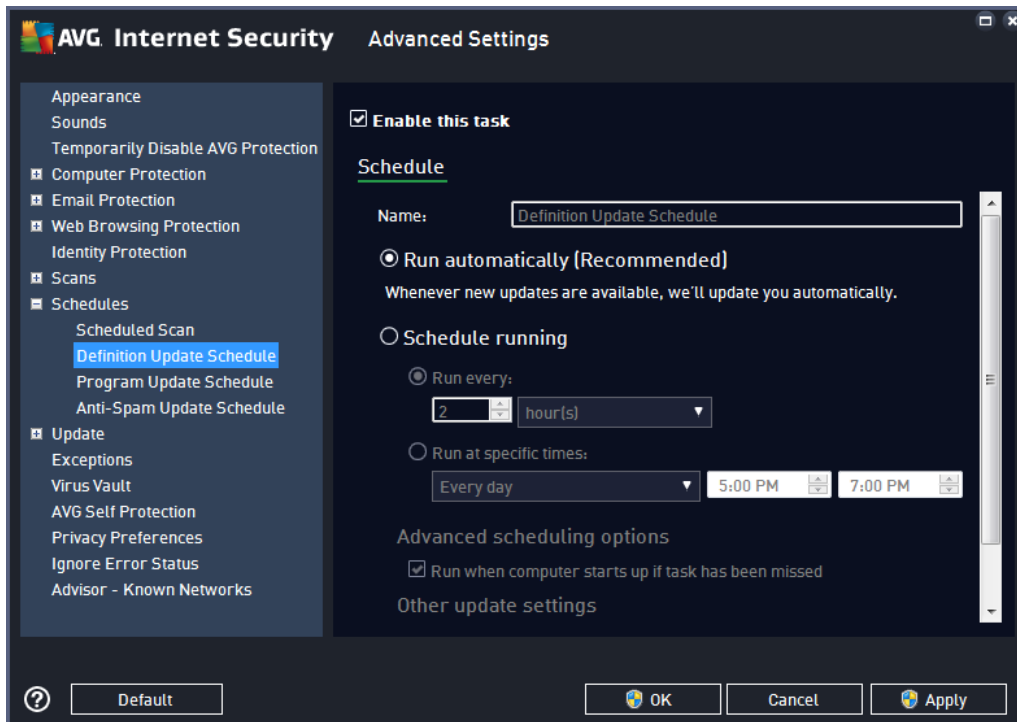 AVG. Internet Security Advanced Settings
Appearance
Sounds
Temporarily Disable AVG Protection
Computer Protection
Email Protection
Web Browsing Protection
Identity Protection
Scans
Schedules
Scheduled Scan
Definition Update Schedule
Program Update Schedule
Anti-Spam Update Schedule
Update
Exceptions
Virus Vault
AVG Self Protection
Privacy Preferences
Ignore Error Status
Advisor - Known Networks
Enable this task
Schedule
Name: Definition Update Schedule
Run automatically (Recommended)
Whenever new updates are available, we'll update you automatically.
Schedule running
Run every:
2 hour(s)
Run at specific times:
Every day 5:00 PM 7:00 PM
Advanced scheduling options
Run when computer starts up if task has been missed
Other update settings
? Default OK Cancel Apply